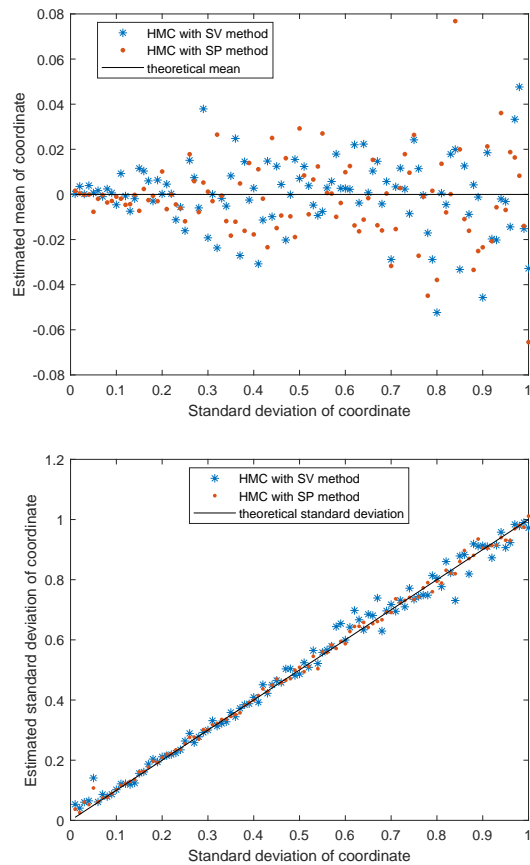 0.08
0.06
0.04
0.02
0
-0.02
-0.04
-0.06
-0.08
Estimated mean of coordinate
HMC with SV method
HMC with SP method
theoretical mean
0 0.1 0.2 0.3 0.4 0.5 0.6 0.7 0.8 0.9 1
Standard deviation of coordinate
1.2
1
0.8
0.6
0.4
0.2
0
Estimated standard deviation of coordinate
HMC with SV method
HMC with SP method
theoretical standard deviation
0 0.1 0.2 0.3 0.4 0.5 0.6 0.7 0.8 0.9 1
Standard deviation of coordinate